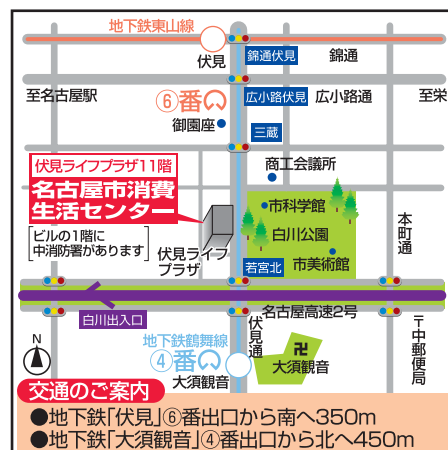 地下鉄東山線
伏見
錦通伏見
錦通
至名古屋駅
広小路伏見
広小路通
至栄
⑥番
御園座
三蔵
商工会議所
伏見ライフプラザ11階
名古屋市消費
生活センター
ビルの1階に
中消防署があります
伏見ライフ
プラザ
市科学館
白川公園
市美術館
若宮北
本町通
白川出入口
名古屋高速2号
地下鉄鶴舞線
④番
大須観音
伏見通
卍
大須観音
〒中郵便局
N
交通のご案内
●地下鉄「伏見」⑥番出口から南へ350m
●地下鉄「大須観音」④番出口から北へ450m